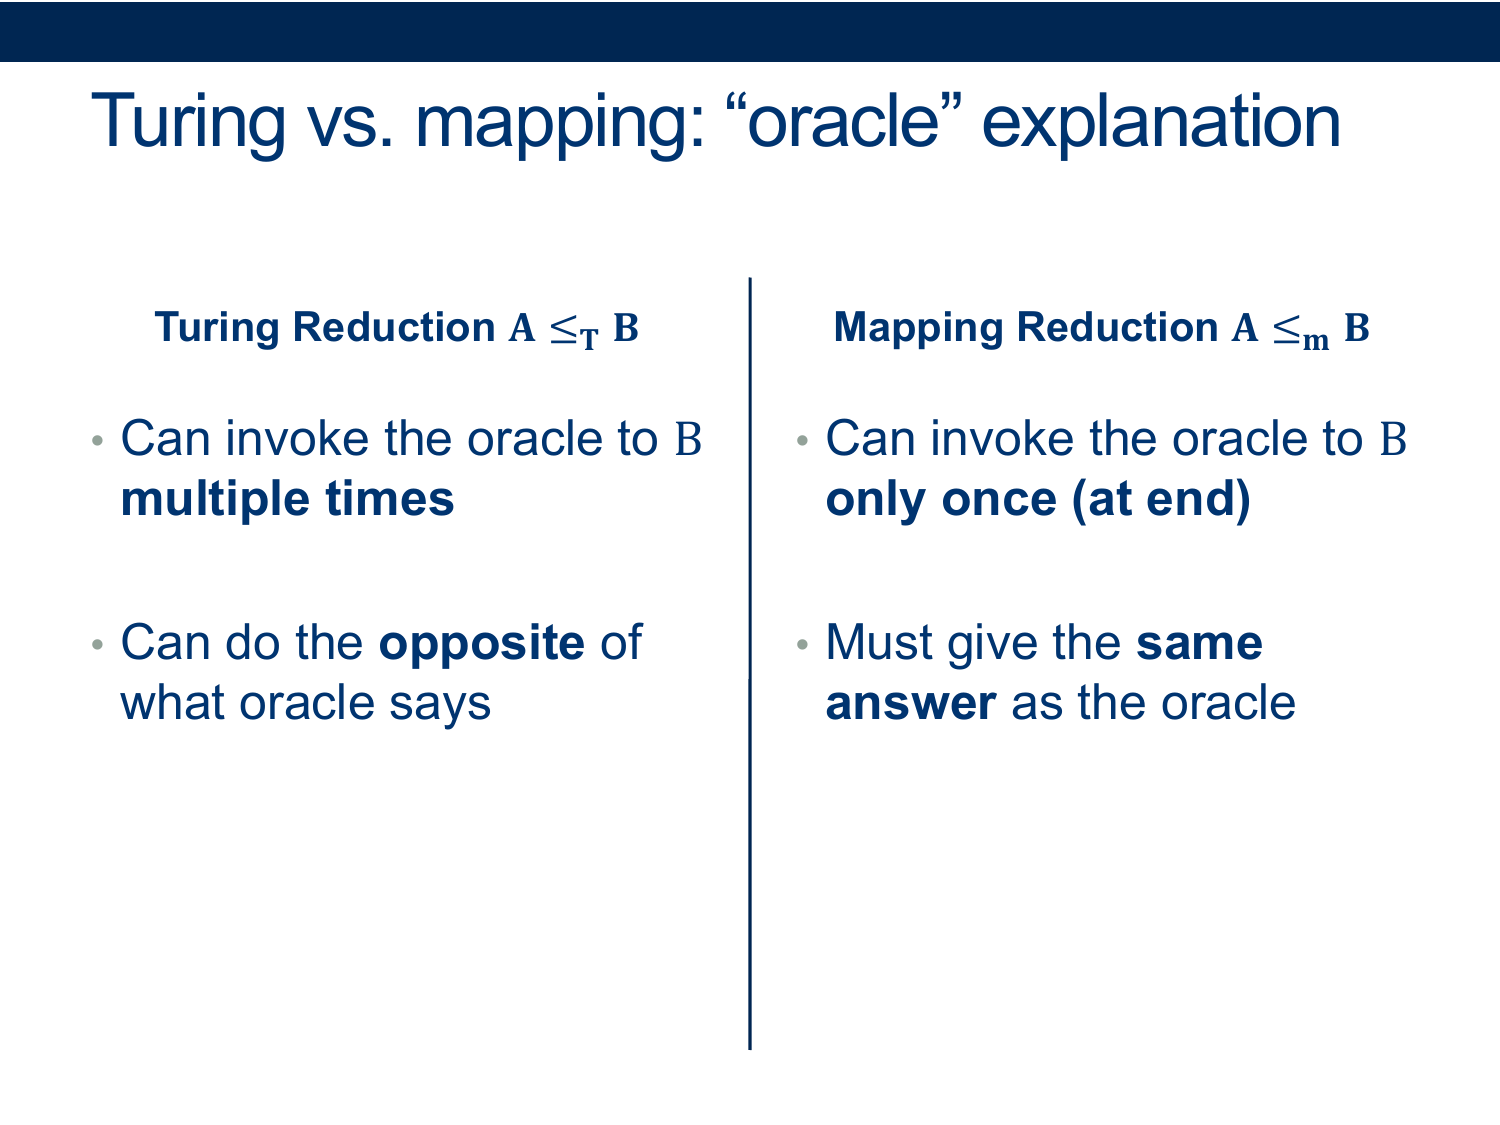 Turing vs. mapping: “oracle” explanation
Turing Reduction A ≤T B
• Can invoke the oracle to B
multiple times
• Can do the opposite of
what oracle says
Mapping Reduction A ≤m B
• Can invoke the oracle to B
only once (at end)
• Must give the same
answer as the oracle